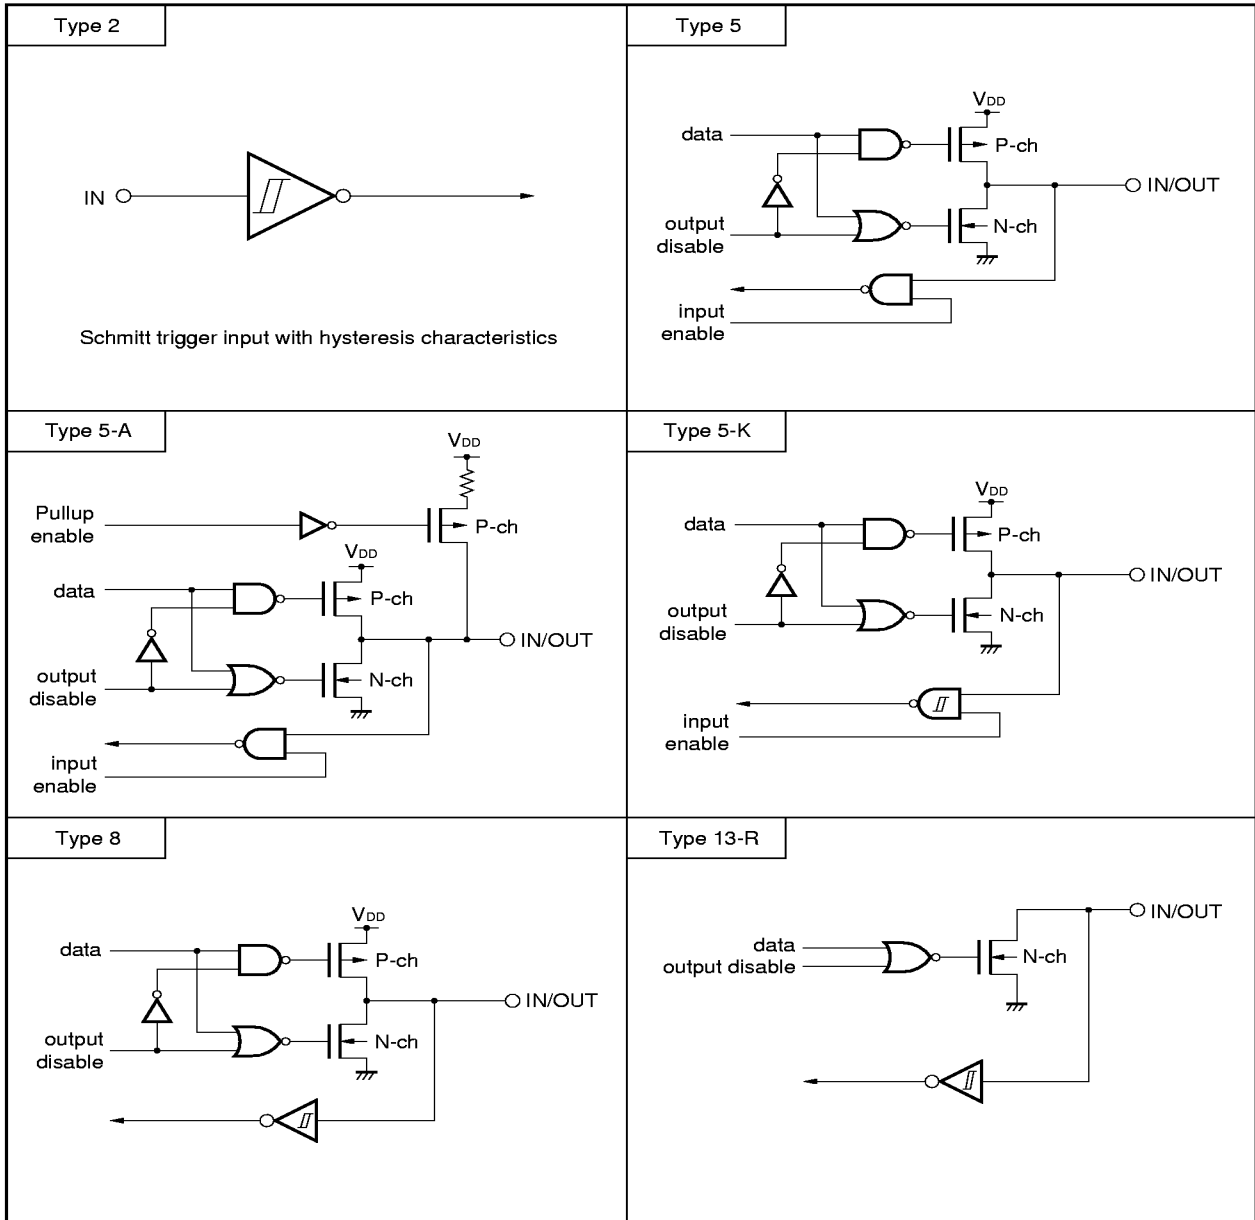 Type 2
IN
Schmitt trigger input with hysteresis characteristics
Type 5
VDD
data
P-ch
IN/OUT
output
disable
N-ch
input
enable
Type 5-A
VDD
Pullup
enable
P-ch
VDD
data
P-ch
IN/OUT
output
disable
N-ch
input
enable
Type 5-K
VDD
data
P-ch
IN/OUT
output
disable
N-ch
input
enable
Type 8
VDD
data
P-ch
IN/OUT
output
disable
N-ch
Type 13-R
IN/OUT
data
output disable
N-ch